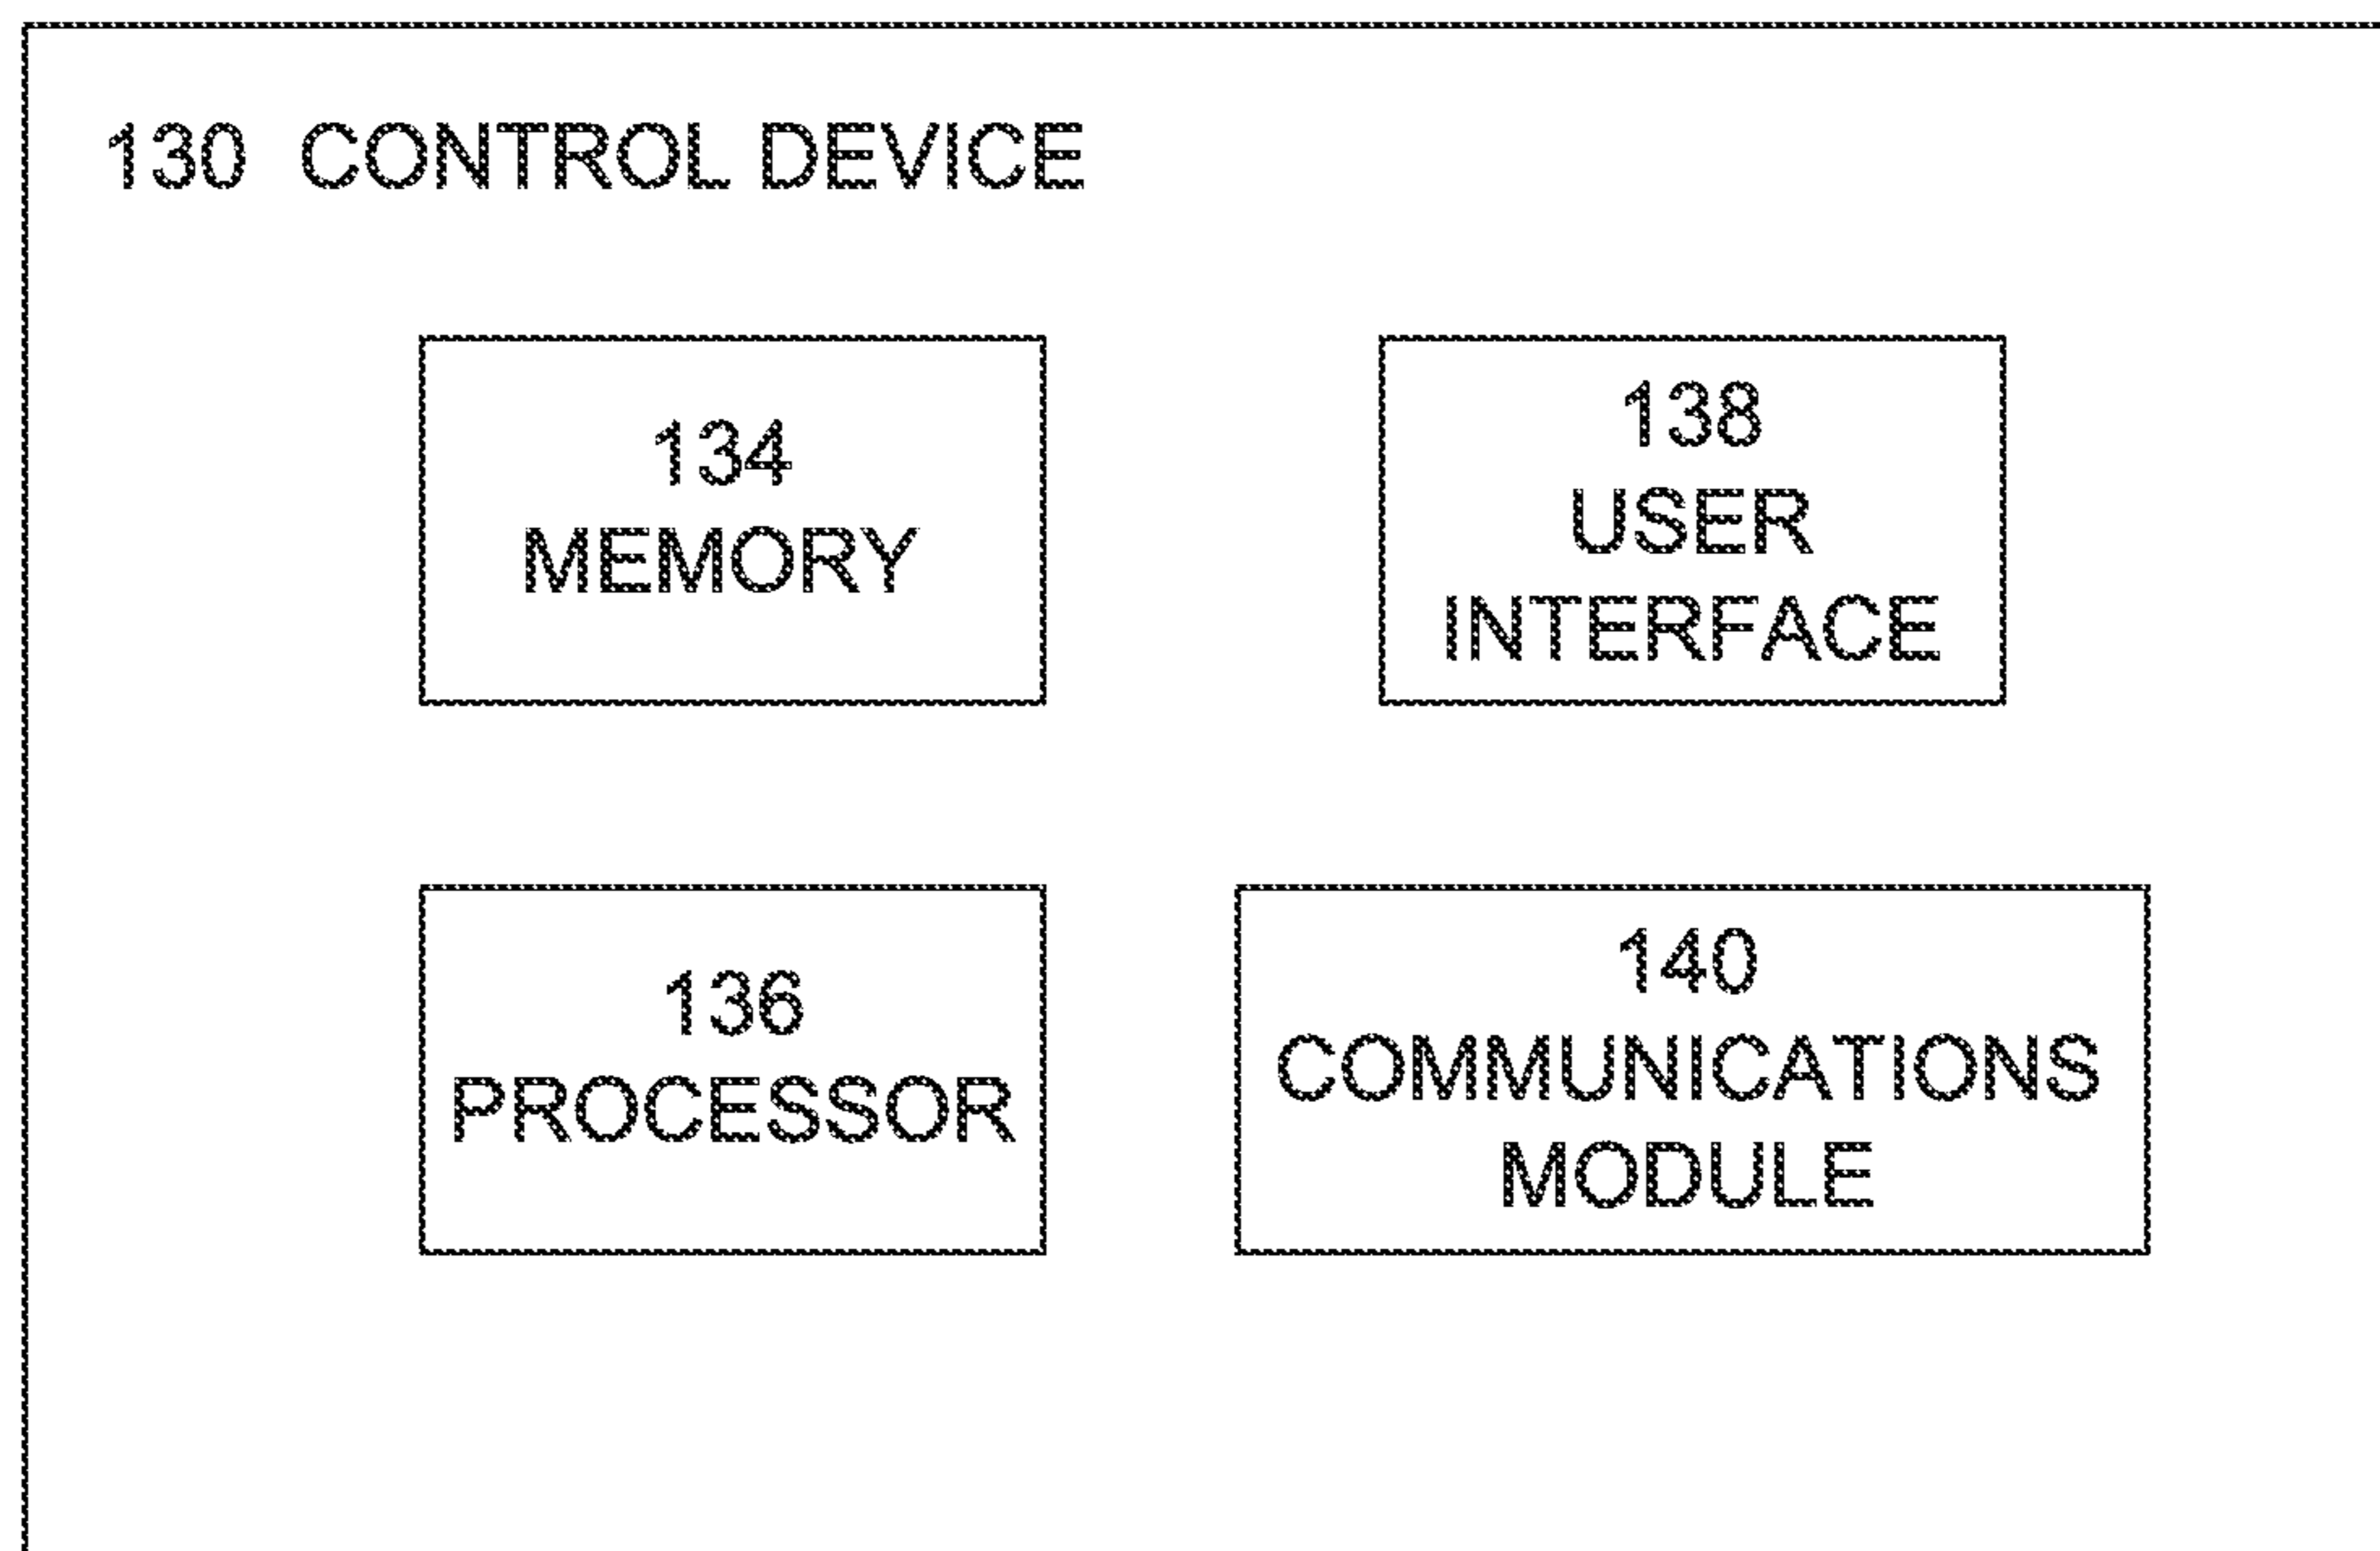 130 CONTROL DEVICE
134
MEMORY
138
USER
INTERFACE
136
PROCESSOR
140
COMMUNICATIONS
MODULE